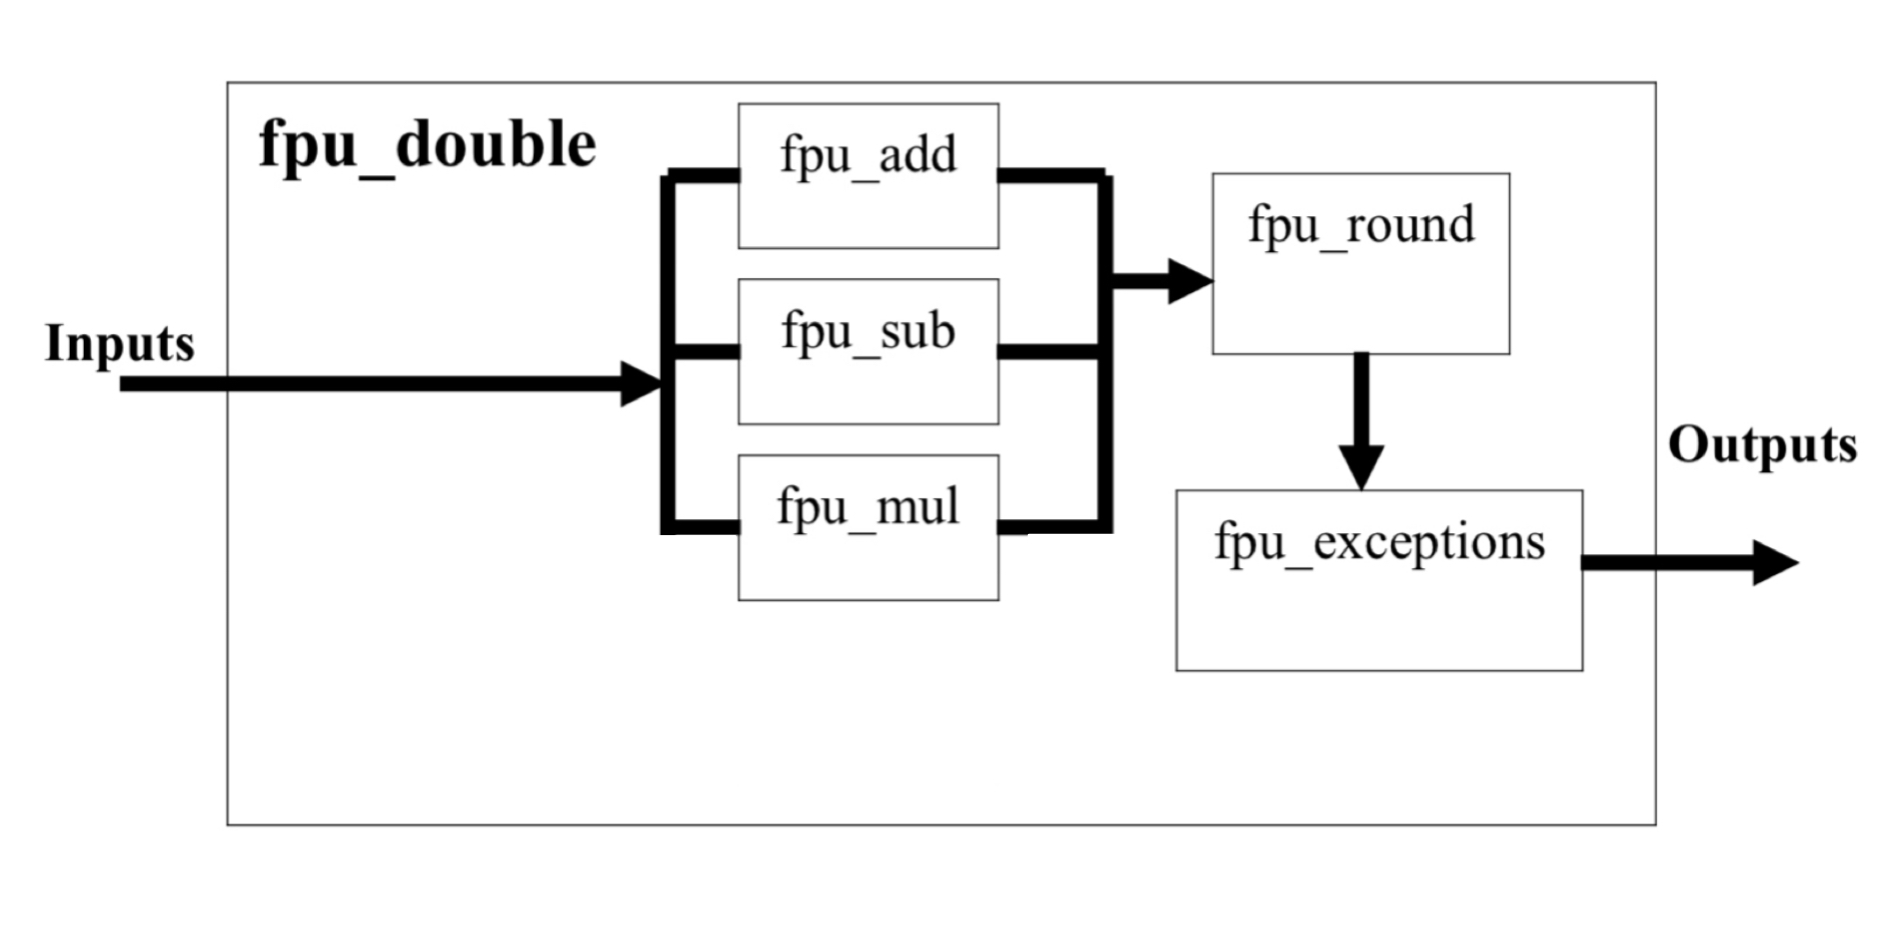 fpu_double
fpu_add
fpu_sub
fpu_mul
fpu_round
fpu_exceptions
Inputs
Outputs